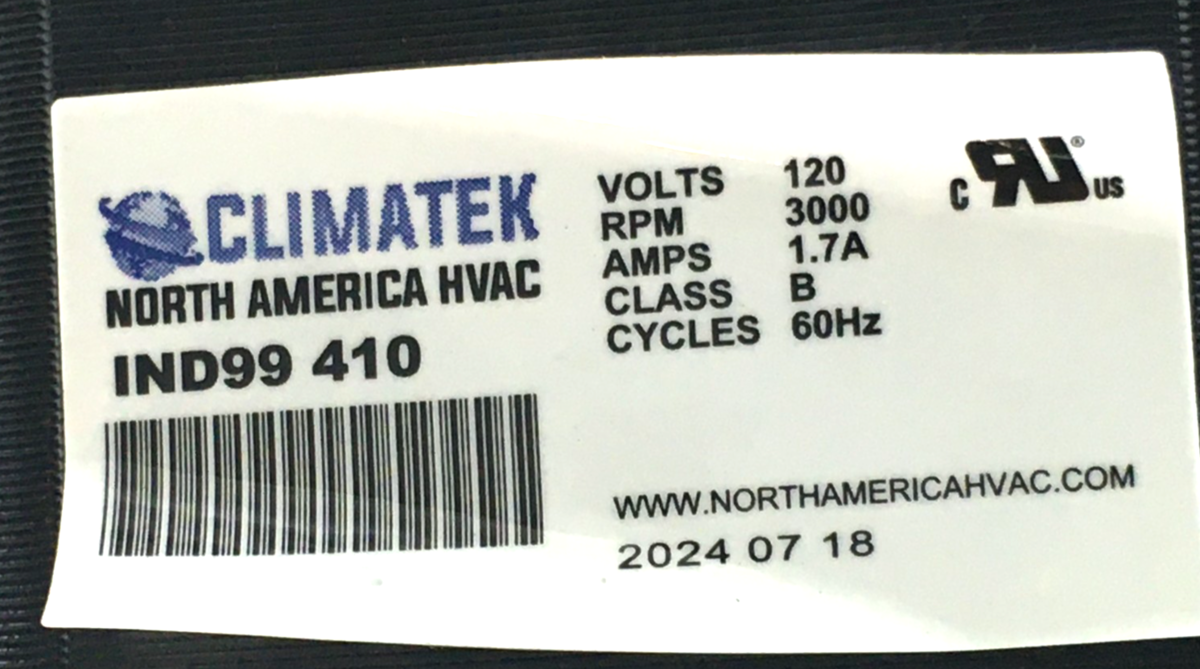 CLIMATEK
NORTH AMERICA HVAC
IND99 410
VOLTS 120
RPM 3000
AMPS 1.7A
CLASS B
CYCLES 60Hz
C RU® US
WWW.NORTHAMERICAHVAC.COM
2024 07 18